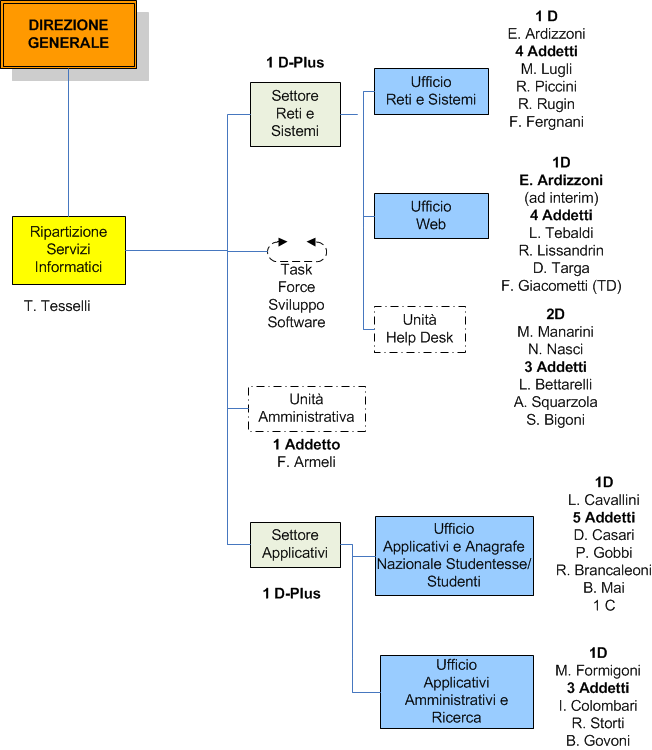 DIREZIONE
GENERALE
Ripartizione
Servizi
Informatici
T. Tesselli
1 D-Plus
Settore
Reti e
Sistemi
Ufficio
Reti e Sistemi
1 D
E. Ardizzoni
4 Addetti
M. Lugli
R. Piccini
R. Rugin
F. Fergnani
Ufficio
Web
1D
E. Ardizzoni
(ad interim)
4 Addetti
L. Tebaldi
R. Lissandrin
D. Targa
F. Giacometti (TD)
Task
Force
Sviluppo
Software
Unità
Help Desk
2D
M. Manarini
N. Nasci
3 Addetti
L. Bettarelli
A. Squarzola
S. Bigoni
Unità
Amministrativa
1 Addetto
F. Armeli
Settore
Applicativi
1 D-Plus
Ufficio
Applicativi e Anagrafe
Nazionale Studentesse/
Studenti
1D
L. Cavallini
5 Addetti
D. Casari
P. Gobbi
R. Brancaleoni
B. Mai
1 C
Ufficio
Applicativi
Amministrativi e
Ricerca
1D
M. Formigoni
3 Addetti
I. Colombari
R. Storti
B. Govoni